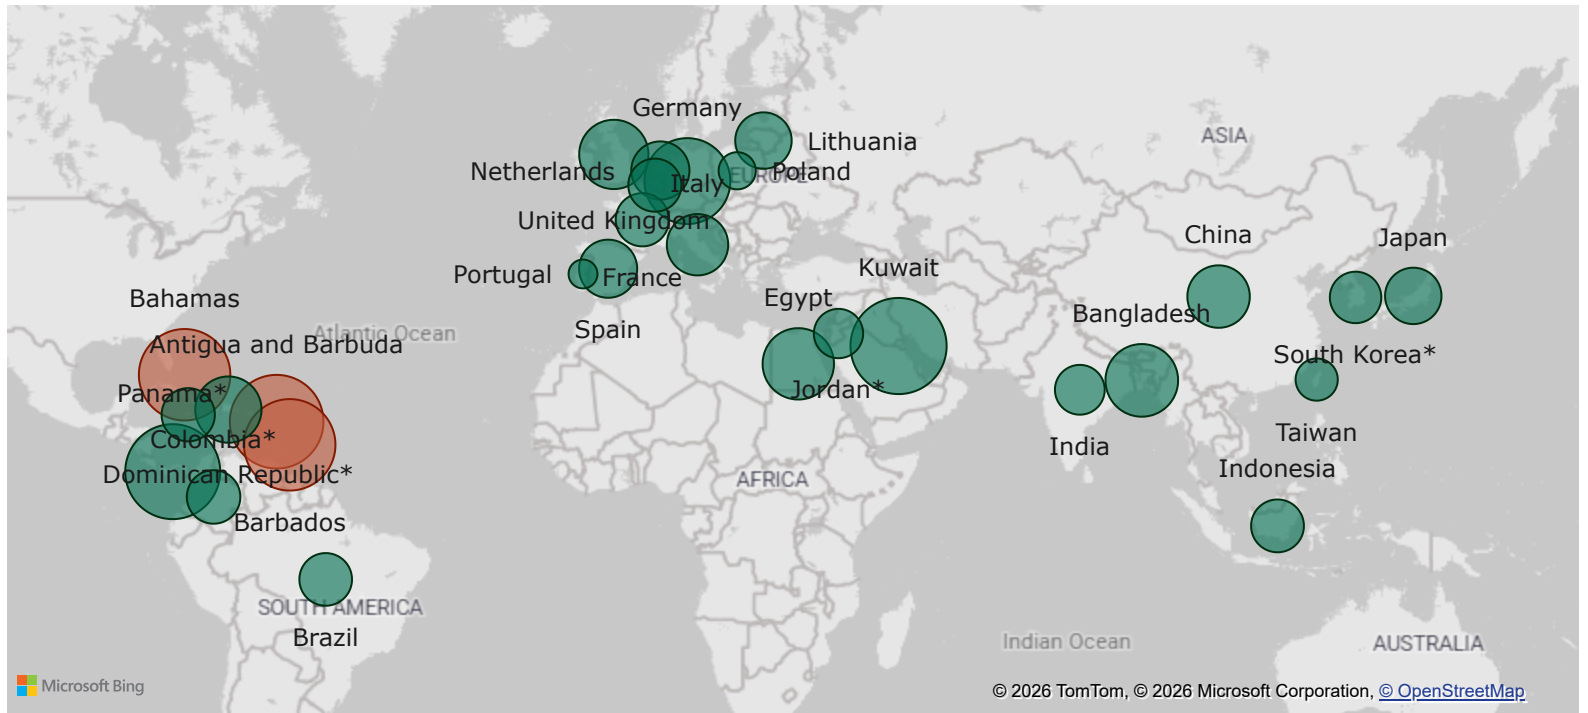 Germany
Lithuania
ASIA
Netherlands
Italy
EUROPE
Poland
United Kingdom
China
Japan
Portugal
France
Kuwait
Egypt
Bahamas
Bangladesh
Spain
Atlantic Ocean
Antigua and Barbuda
South Korea*
Panama*
Jordan*
Colombia*
India
Taiwan
Dominican Republic*
Indonesia
AFRICA
Barbados
SOUTH AMERICA
Brazil
Indian Ocean
AUSTRALIA
Microsoft Bing
© 2026 TomTom, © 2026 Microsoft Corporation, © OpenStreetMap